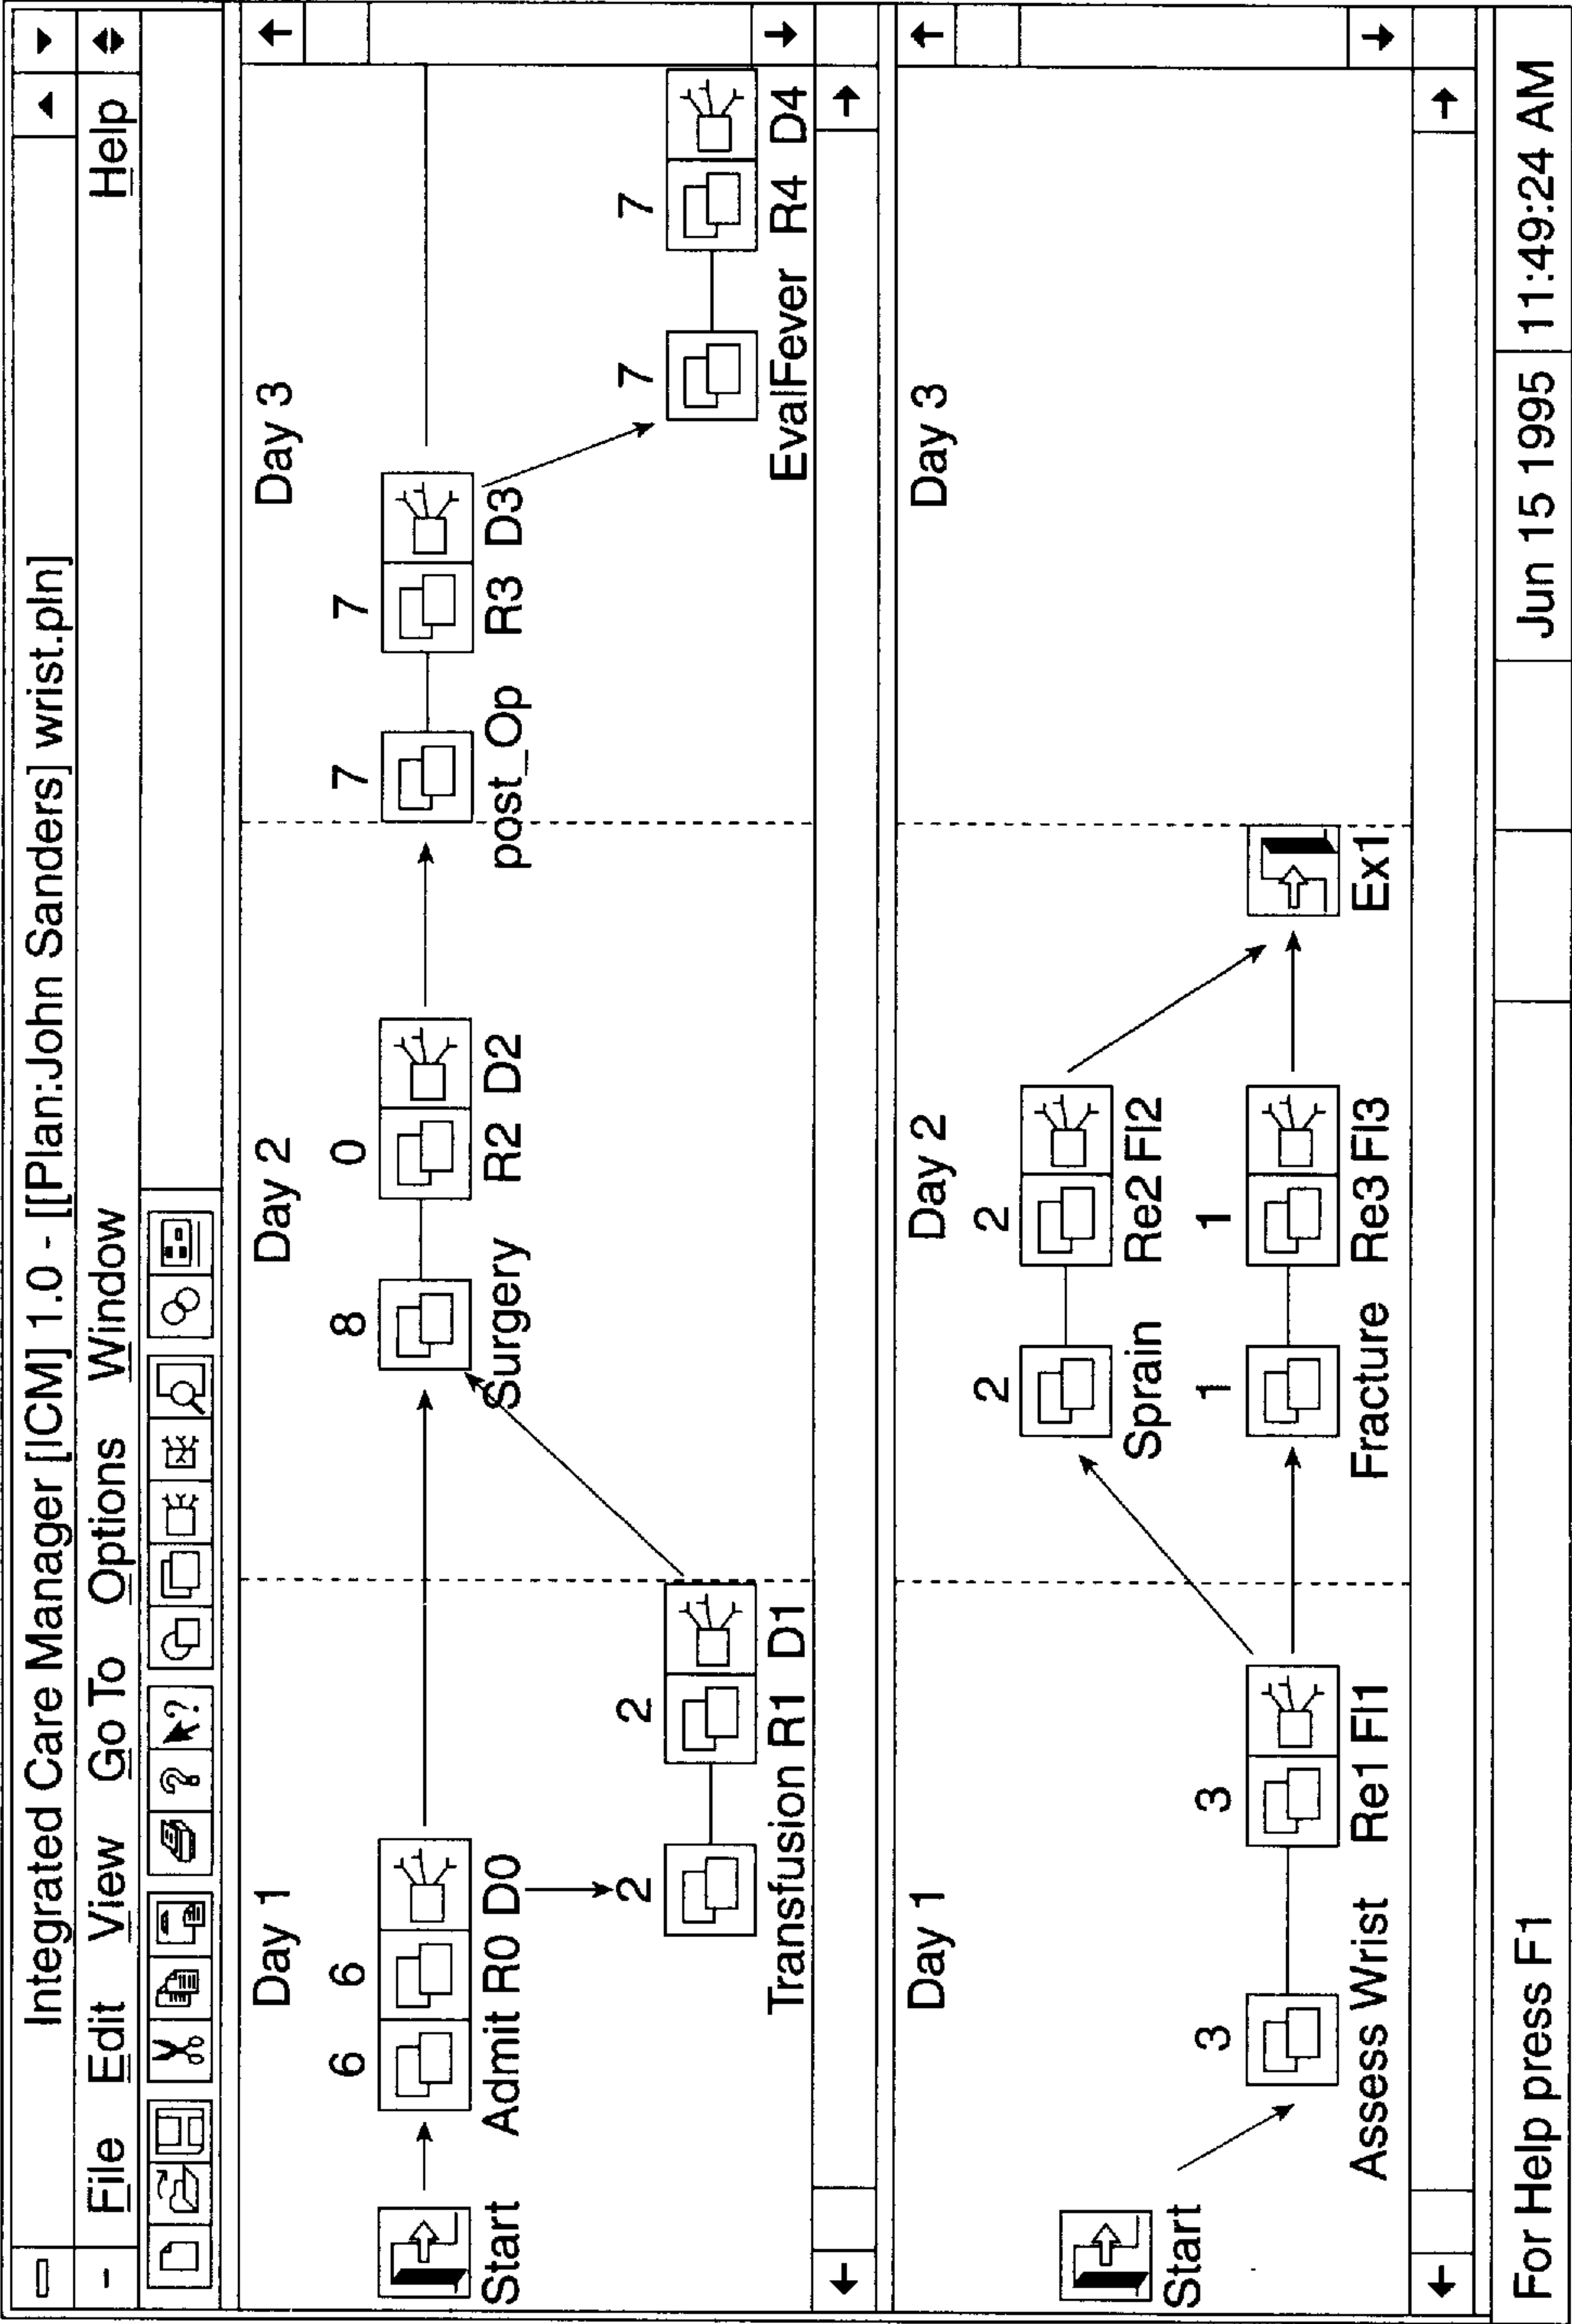 Integrated Care Manager [ICM] 1.0 - [[Plan:John Sanders] wrist.pln]
File Edit View Go To Options Window Help
Day 1 Day 2 Day 3
6 6 8 0 7 7
Start Admit R0 D0 Surgery R2 D2 post_Op R3 D3
2 2 7 7
Transfusion R1 D1 EvalFever R4 D4
Day 1 Day 2 Day 3
2 2
Start Sprain Re2 Fl2
3 3 1 1
Assess Wrist Re1 Fl1 Fracture Re3 Fl3 Ex1
For Help press F1 Jun 15 1995 11:49:24 AM